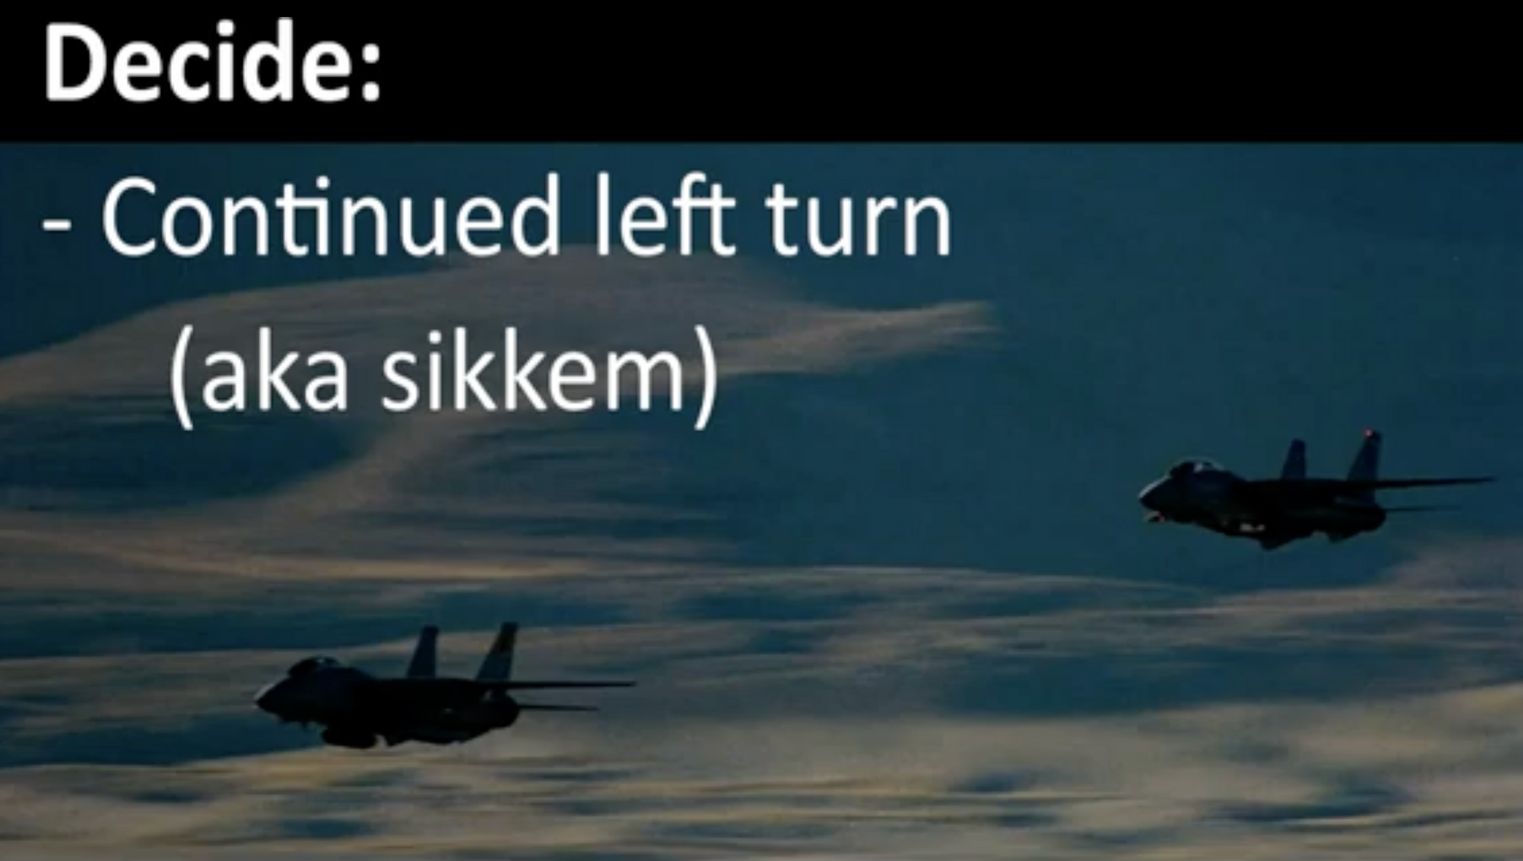 Decide:
- Continued left turn
(aka sikkem)